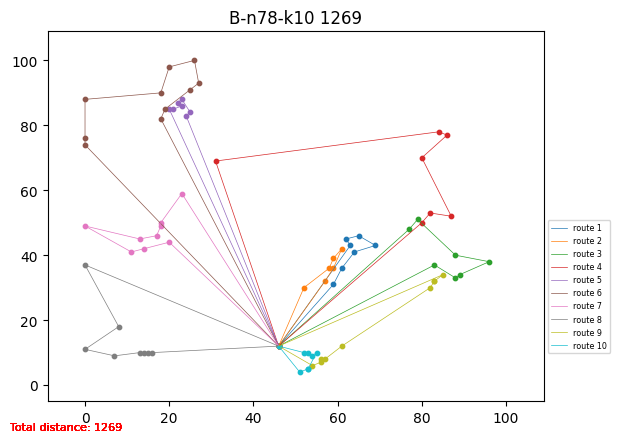 B-n78-k10 1269
100
80
60
40
20
0
0
20
40
60
80
100
route 1
route 2
route 3
route 4
route 5
route 6
route 7
route 8
route 9
route 10
Total distance: 1269